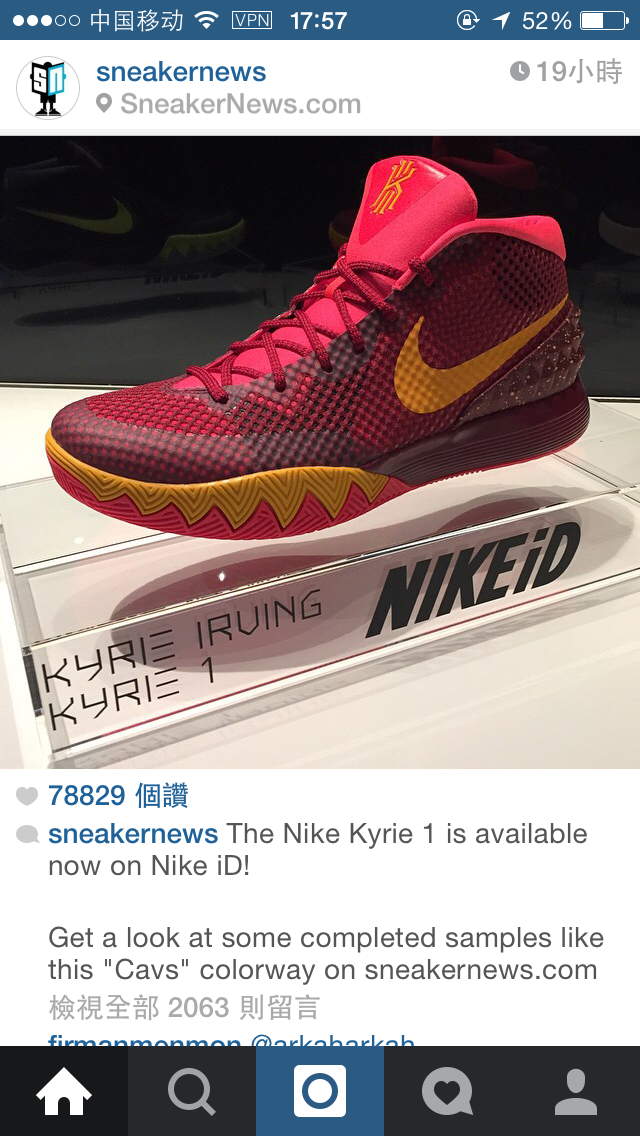 中国移动 VPN 17:57 52%
sneakernews
19小時
SneakerNews.com
NIKEiD
KYRIE IRVING
KYRIE 1
78829 個讚
sneakernews The Nike Kyrie 1 is available
now on Nike iD!
Get a look at some completed samples like
this "Cavs" colorway on sneakernews.com
檢視全部 2063 則留言
firmanmenmon @arkabarkah